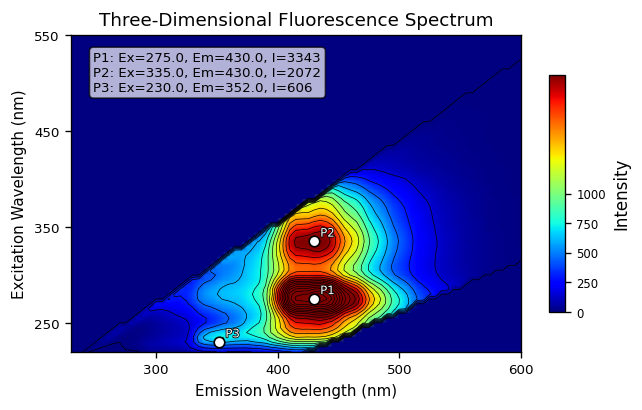 Three-Dimensional Fluorescence Spectrum
550
450
350
250
Excitation Wavelength (nm)
P1: Ex=275.0, Em=430.0, I=3343
P2: Ex=335.0, Em=430.0, I=2072
P3: Ex=230.0, Em=352.0, I=606
P2
P1
P3
300
400
500
600
Emission Wavelength (nm)
1000
750
500
250
0
Intensity